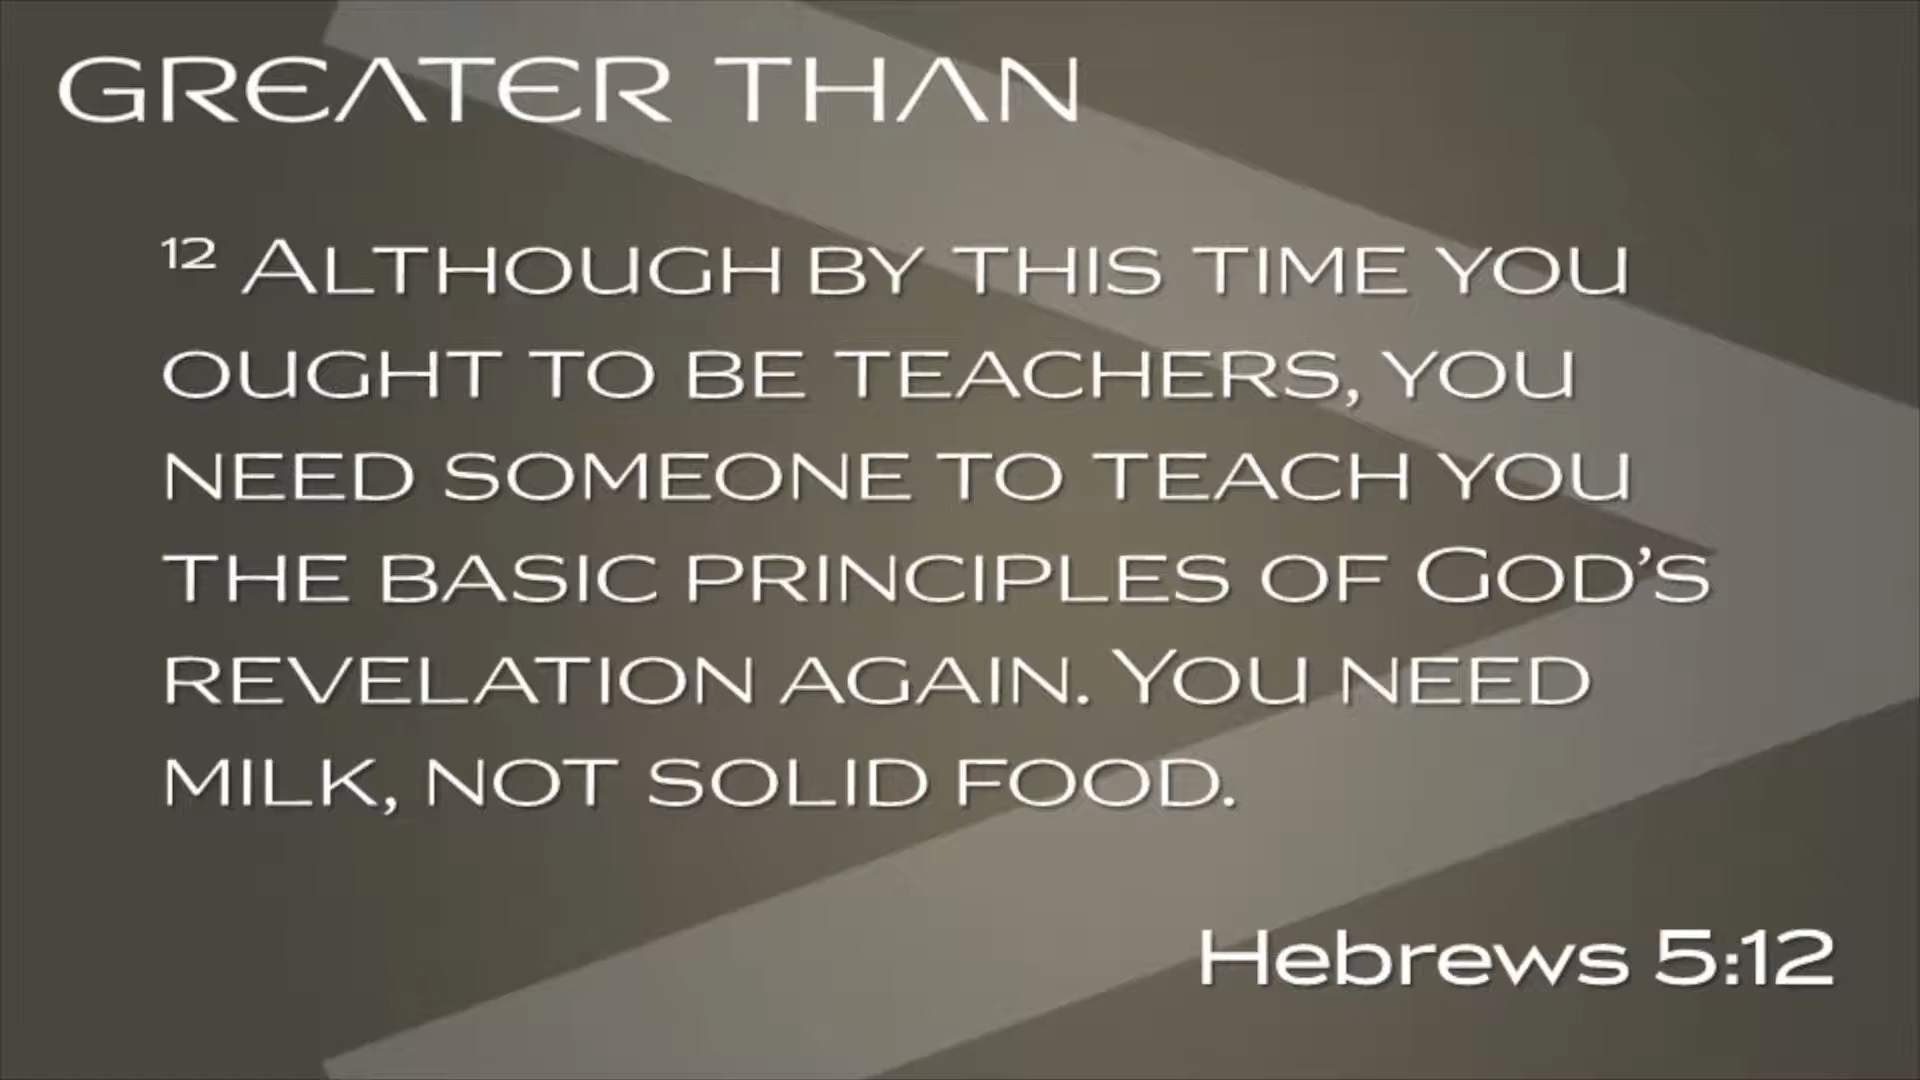 GREATER THAN
¹² ALTHOUGH BY THIS TIME YOU
OUGHT TO BE TEACHERS, YOU
NEED SOMEONE TO TEACH YOU
THE BASIC PRINCIPLES OF GOD’S
REVELATION AGAIN. YOU NEED
MILK, NOT SOLID FOOD.
Hebrews 5:12